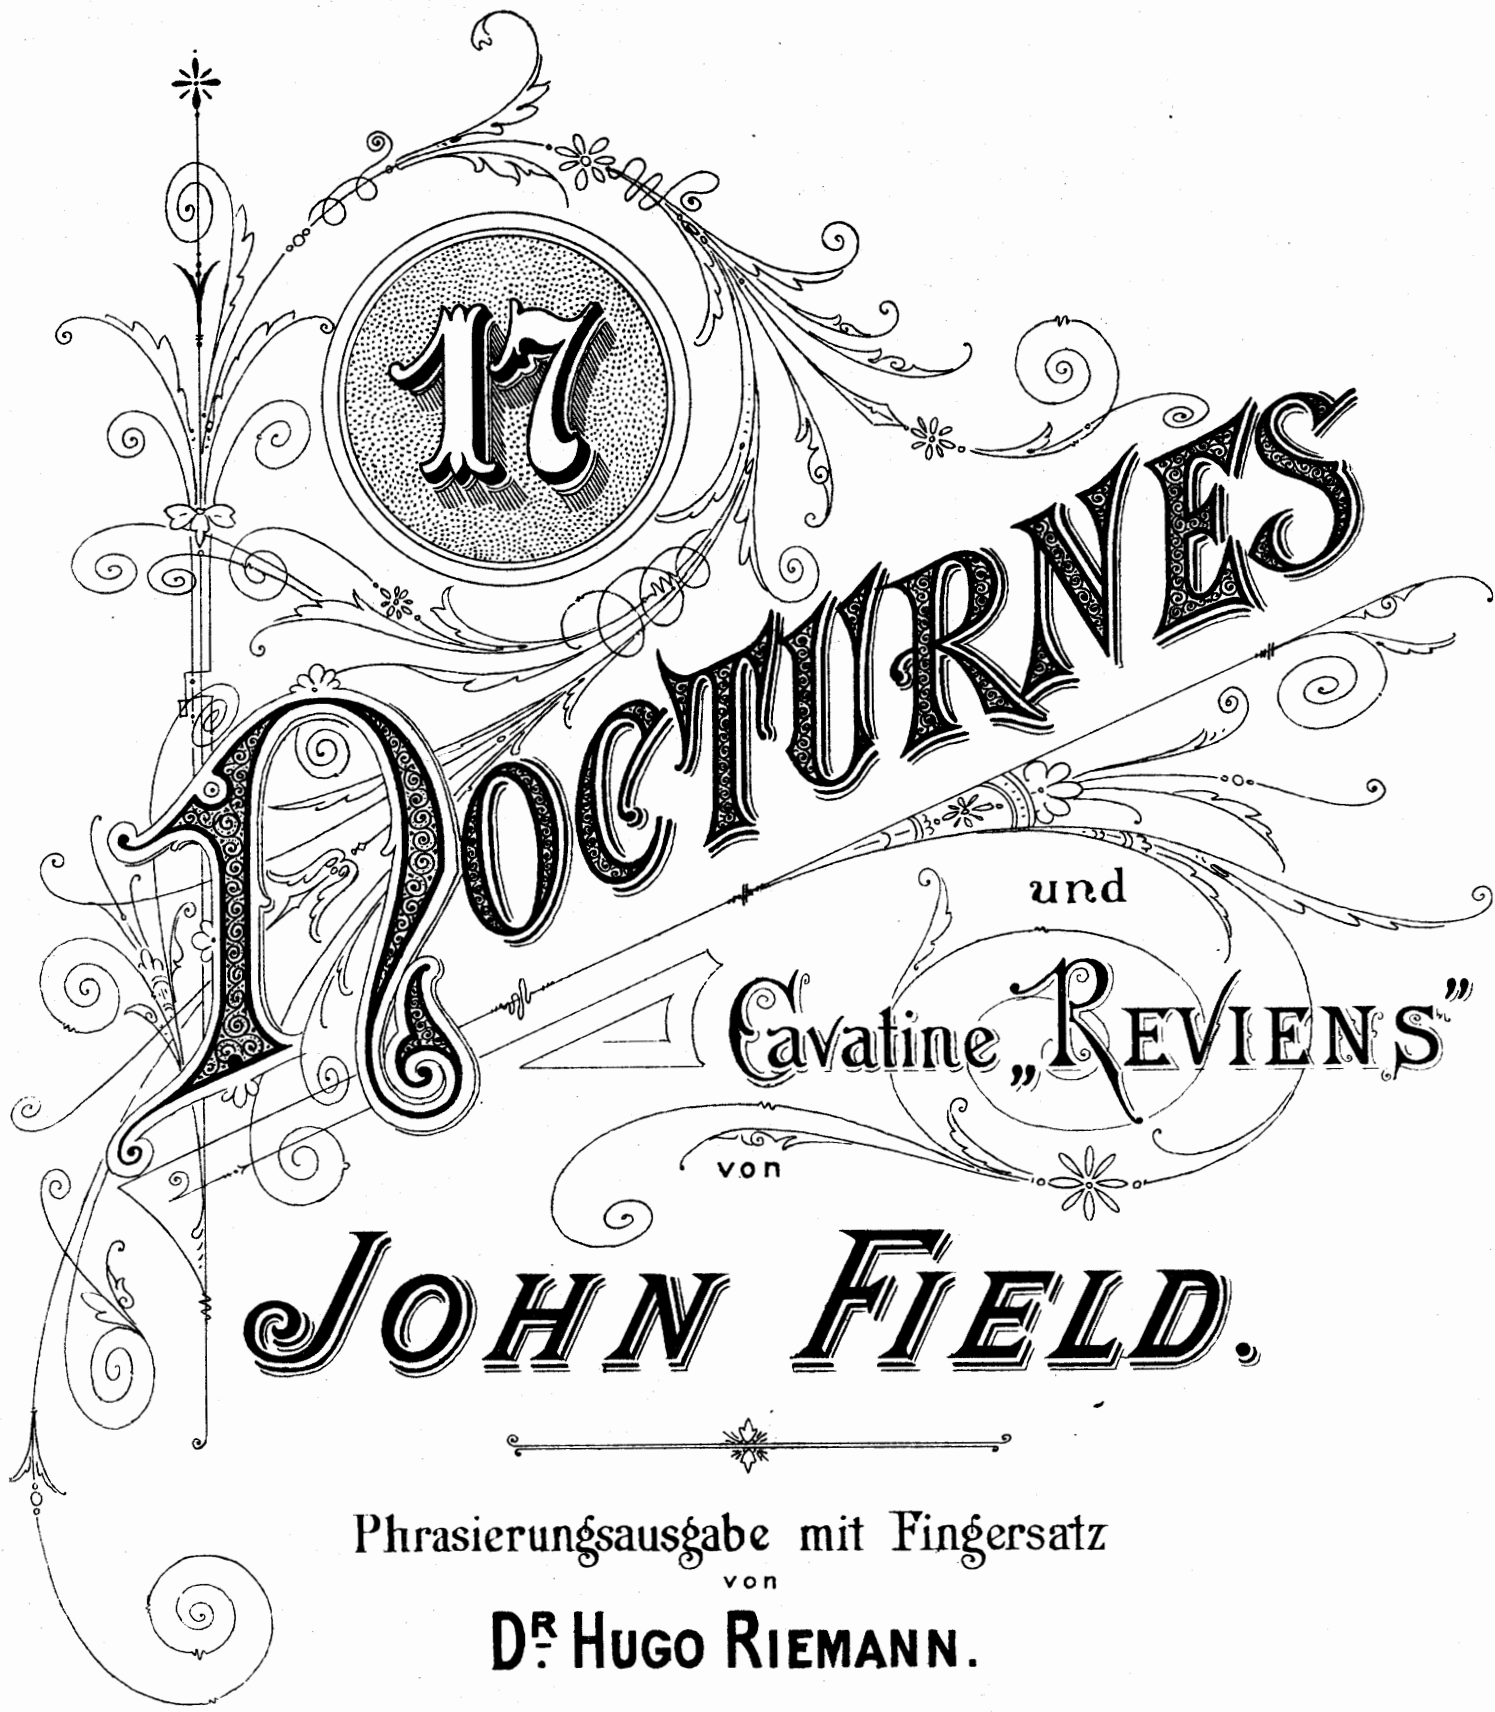 17
NOCTURNES
und
Cavatine „REVIENS”
von
JOHN FIELD.
Phrasierungsausgabe mit Fingersatz
von
DR. HUGO RIEMANN.